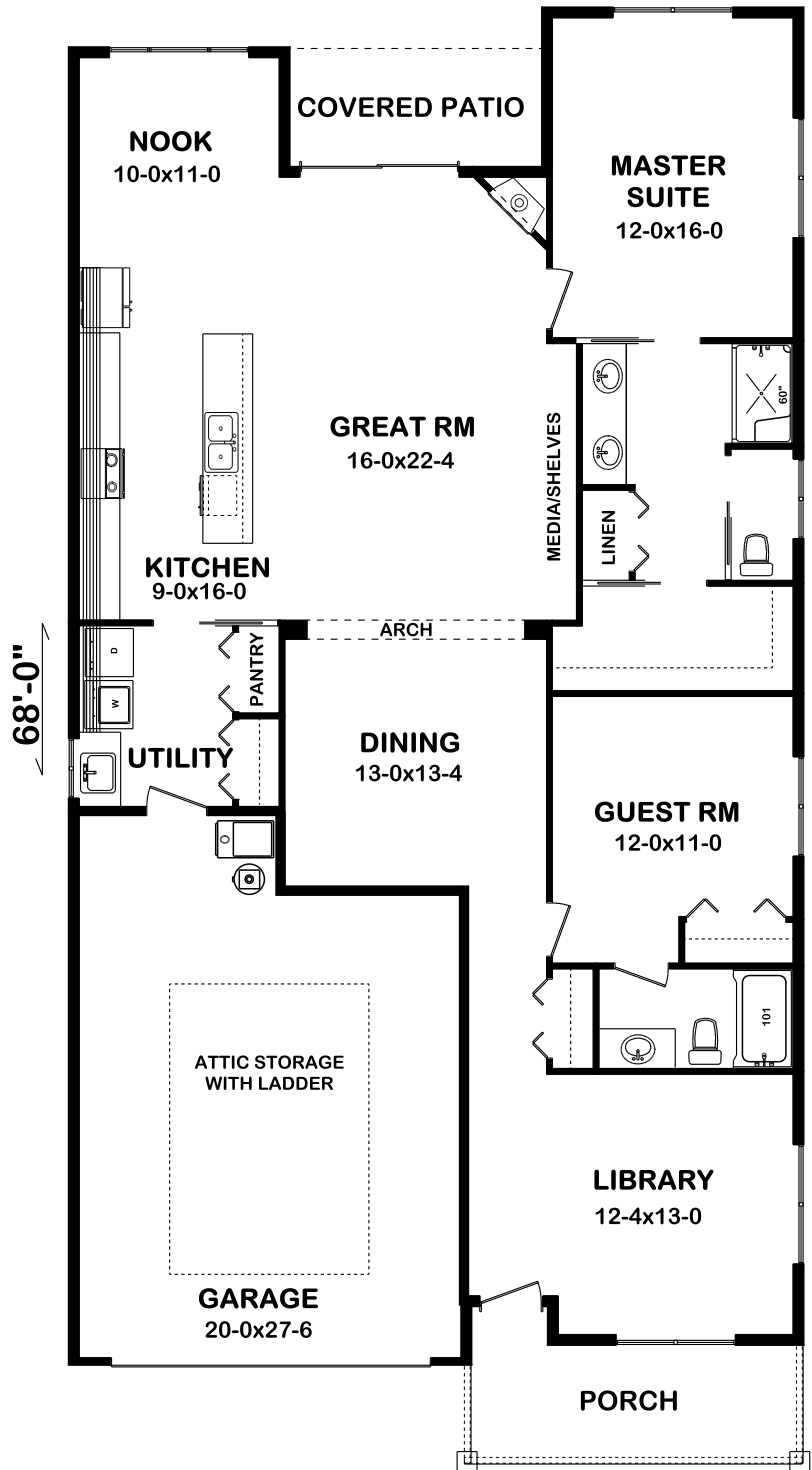 COVERED PATIO
NOOK
10-0x11-0
MASTER
SUITE
12-0x16-0
60"
GREAT RM
16-0x22-4
MEDIA/SHELVES
LINEN
KITCHEN
9-0x16-0
ARCH
D
W
PANTRY
68'-0"
UTILITY
DINING
13-0x13-4
GUEST RM
12-0x11-0
101
ATTIC STORAGE
WITH LADDER
LIBRARY
12-4x13-0
GARAGE
20-0x27-6
PORCH